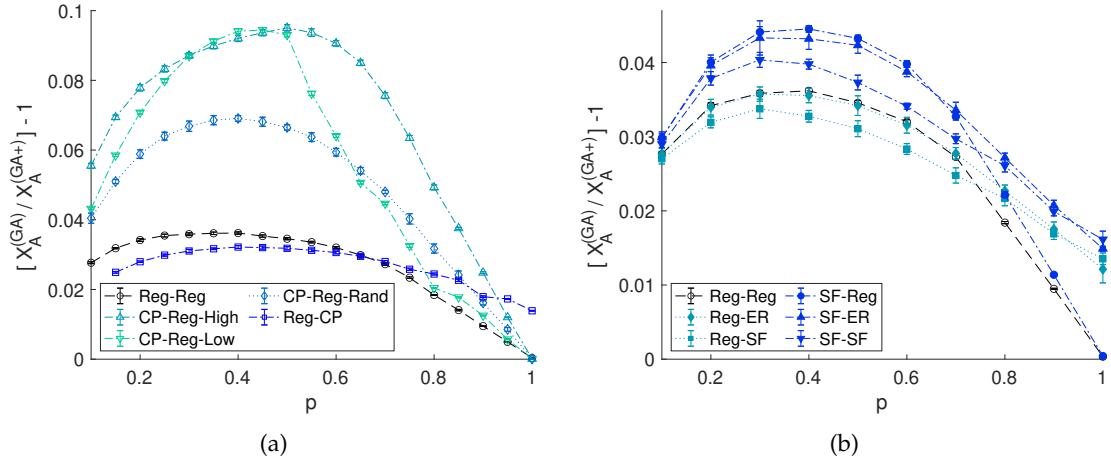 0.1
0.08
0.06
0.04
0.02
0
[ X_A^(GA) / X_A^(GA+) ] - 1
Reg-Reg
CP-Reg-High
CP-Reg-Low
CP-Reg-Rand
Reg-CP
0.2 0.4 0.6 0.8 1
p
(a)
0.04
0.03
0.02
0.01
0
[ X_A^(GA) / X_A^(GA+) ] - 1
Reg-Reg
Reg-ER
Reg-SF
SF-Reg
SF-ER
SF-SF
0.2 0.4 0.6 0.8 1
p
(b)